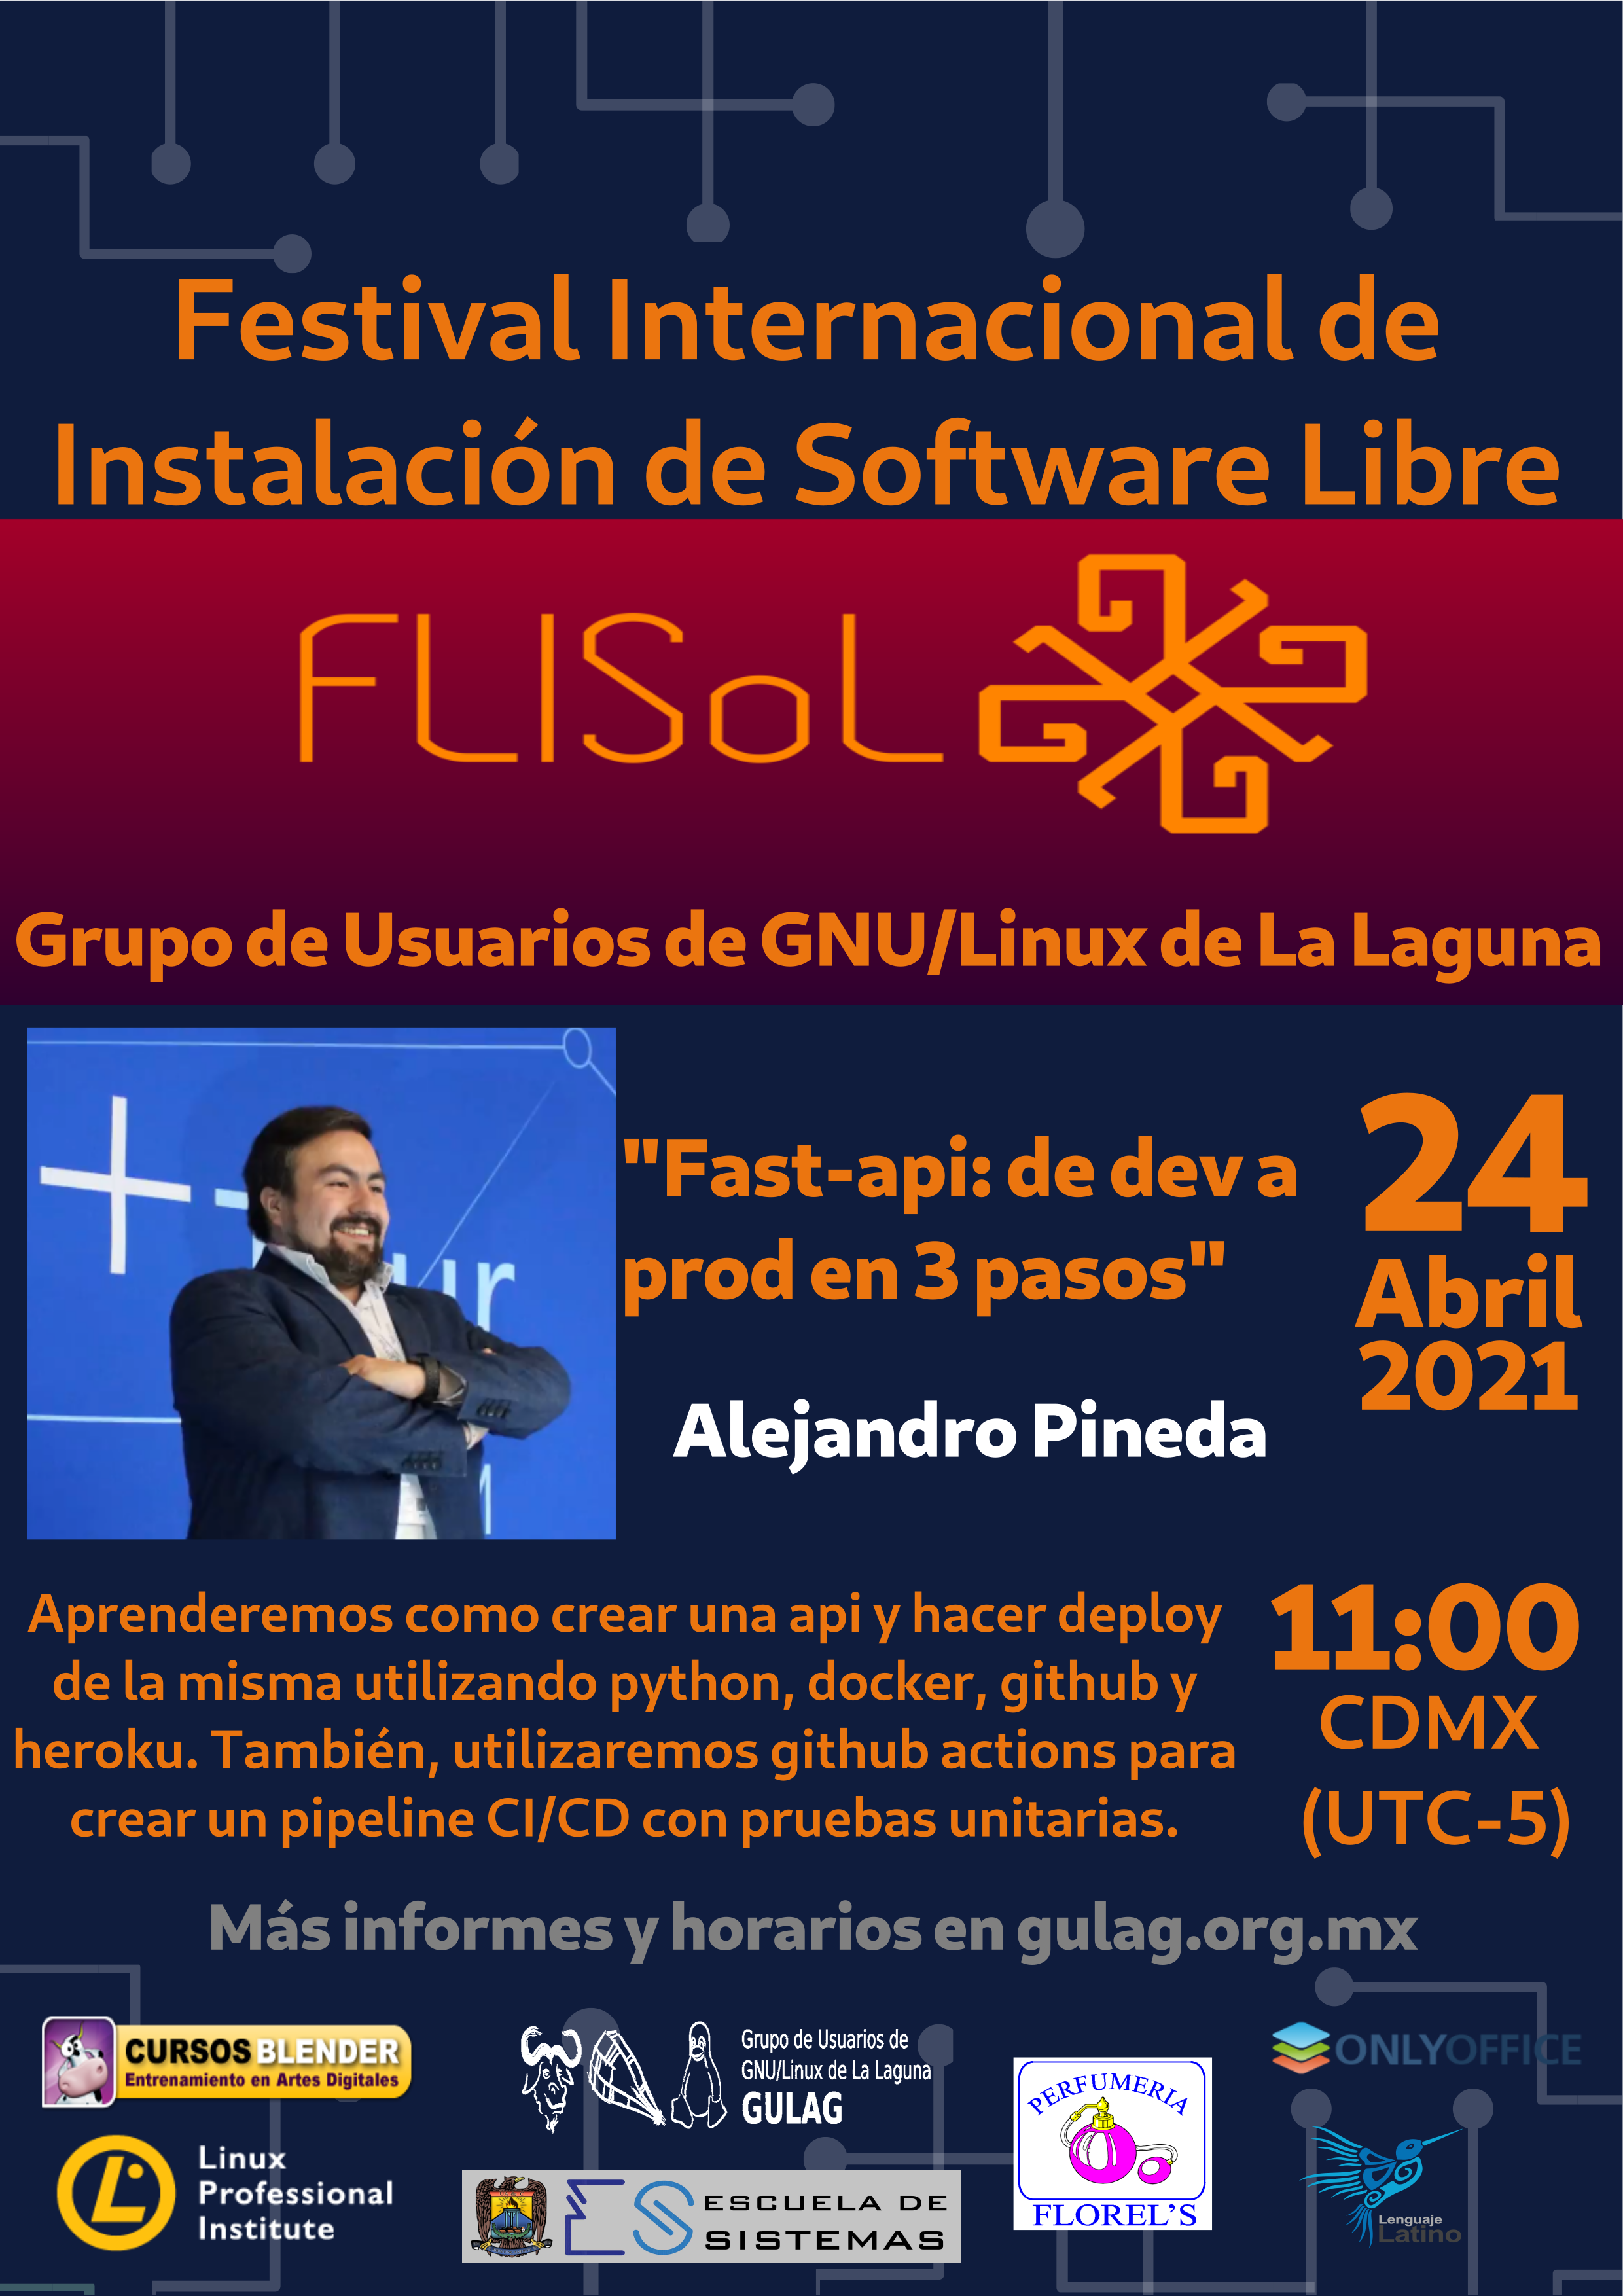 Festival Internacional de
Instalación de Software Libre
FLISoL
Grupo de Usuarios de GNU/Linux de La Laguna
"Fast-api: de dev a
prod en 3 pasos"
Alejandro Pineda
24
Abril
2021
Aprenderemos como crear una api y hacer deploy
de la misma utilizando python, docker, github y
heroku. También, utilizaremos github actions para
crear un pipeline CI/CD con pruebas unitarias.
11:00
CDMX
(UTC-5)
Más informes y horarios en gulag.org.mx
CURSOS BLENDER
Entrenamiento en Artes Digitales
Grupo de Usuarios de
GNU/Linux de La Laguna
GULAG
PERFUMERIA
FLOREL'S
ONLYOFFICE
Linux
Professional
Institute
ES
ESCUELA DE
SISTEMAS
Lenguaje
Latino